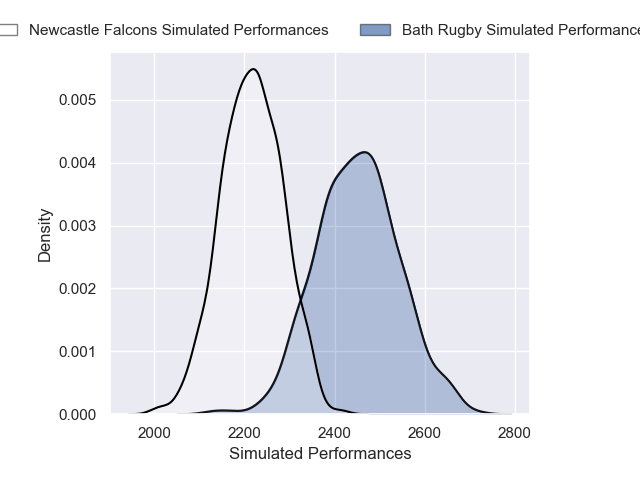 Newcastle Falcons Simulated Performances
Bath Rugby Simulated Performance
0.005
0.004
0.003
0.002
0.001
0.000
Density
2000 2200 2400 2600 2800
Simulated Performances